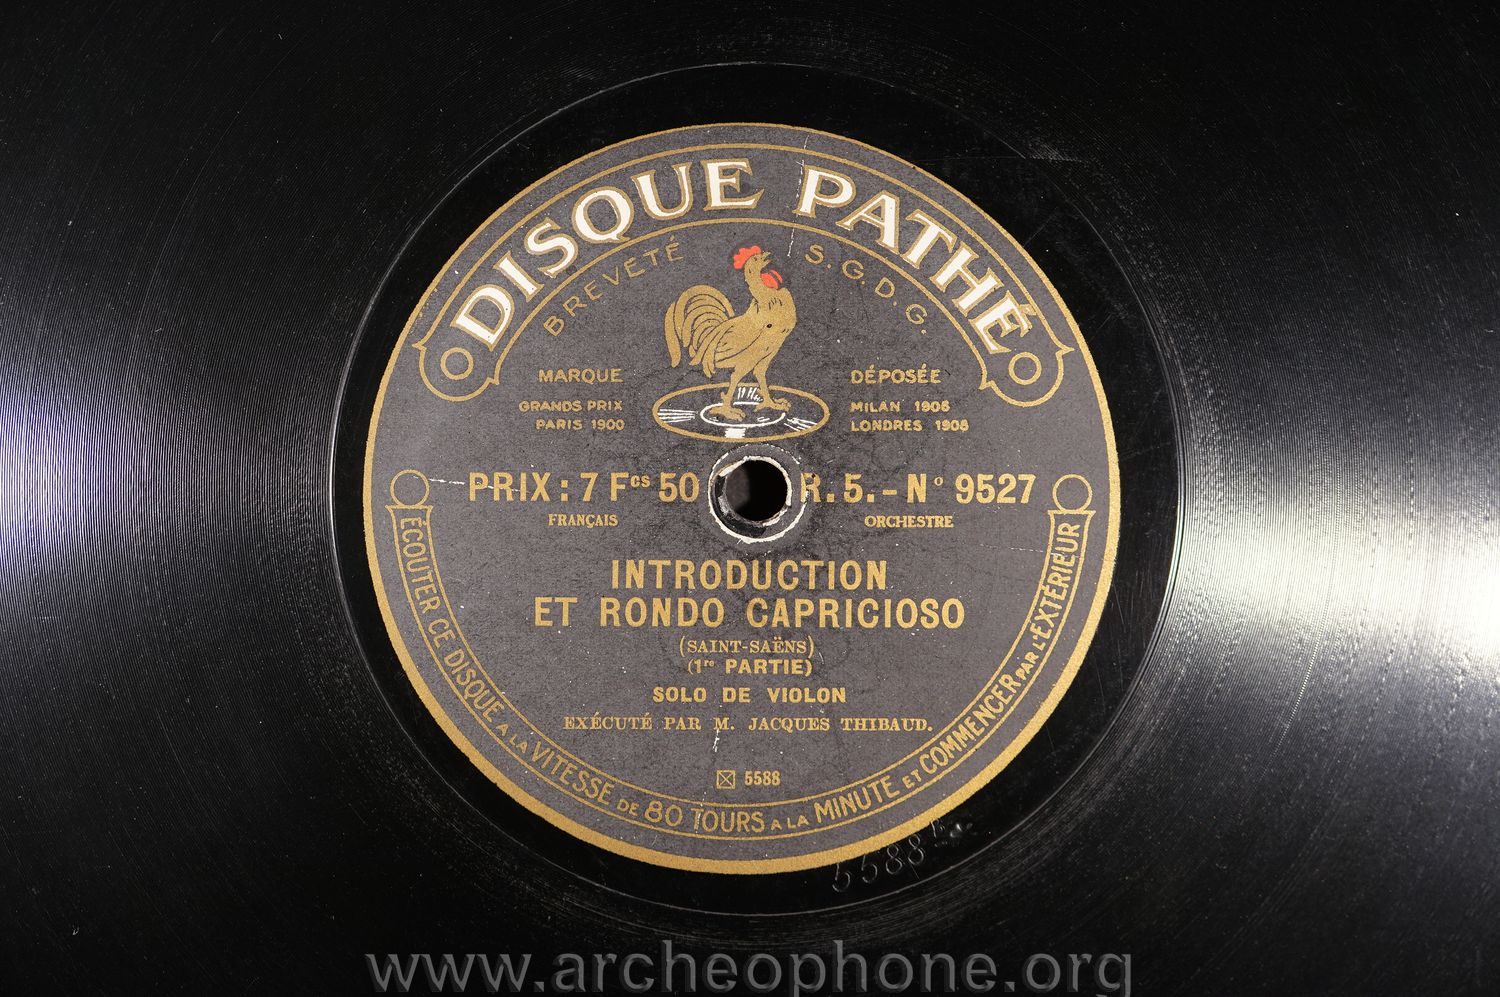 DISQUE PATHÉ
BREVETÉ S.G.D.G.
MARQUE DÉPOSÉE
GRANDS PRIX MILAN 1906
PARIS 1900 LONDRES 1908
PRIX : 7 Fcs 50 R. 5. - No 9527
FRANÇAIS ORCHESTRE
INTRODUCTION
ET RONDO CAPRICIOSO
(SAINT-SAËNS)
(1re PARTIE)
SOLO DE VIOLON
EXÉCUTÉ PAR M. JACQUES THIBAUD.
5588
ÉCOUTER CE DISQUE A LA VITESSE DE 80 TOURS A LA MINUTE ET COMMENCER PAR L'EXTÉRIEUR
5588
www.archeophone.org